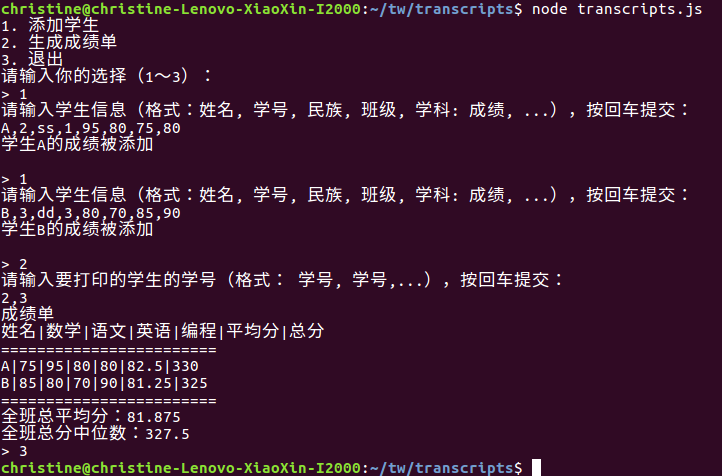 christine@christine-Lenovo-XiaoXin-I2000:~/tw/transcripts$ node transcripts.js
1. 添加学生
2. 生成成绩单
3. 退出
请输入你的选择（1～3）：
> 1
请输入学生信息（格式：姓名, 学号, 民族, 班级, 学科: 成绩, ...），按回车提交：
A,2,ss,1,95,80,75,80
学生A的成绩被添加
> 1
请输入学生信息（格式：姓名, 学号, 民族, 班级, 学科: 成绩, ...），按回车提交：
B,3,dd,3,80,70,85,90
学生B的成绩被添加
> 2
请输入要打印的学生的学号（格式： 学号, 学号,...），按回车提交：
2,3
成绩单
姓名|数学|语文|英语|编程|平均分|总分
========================
A|75|95|80|80|82.5|330
B|85|80|70|90|81.25|325
========================
全班总平均分：81.875
全班总分中位数：327.5
> 3
christine@christine-Lenovo-XiaoXin-I2000:~/tw/transcripts$